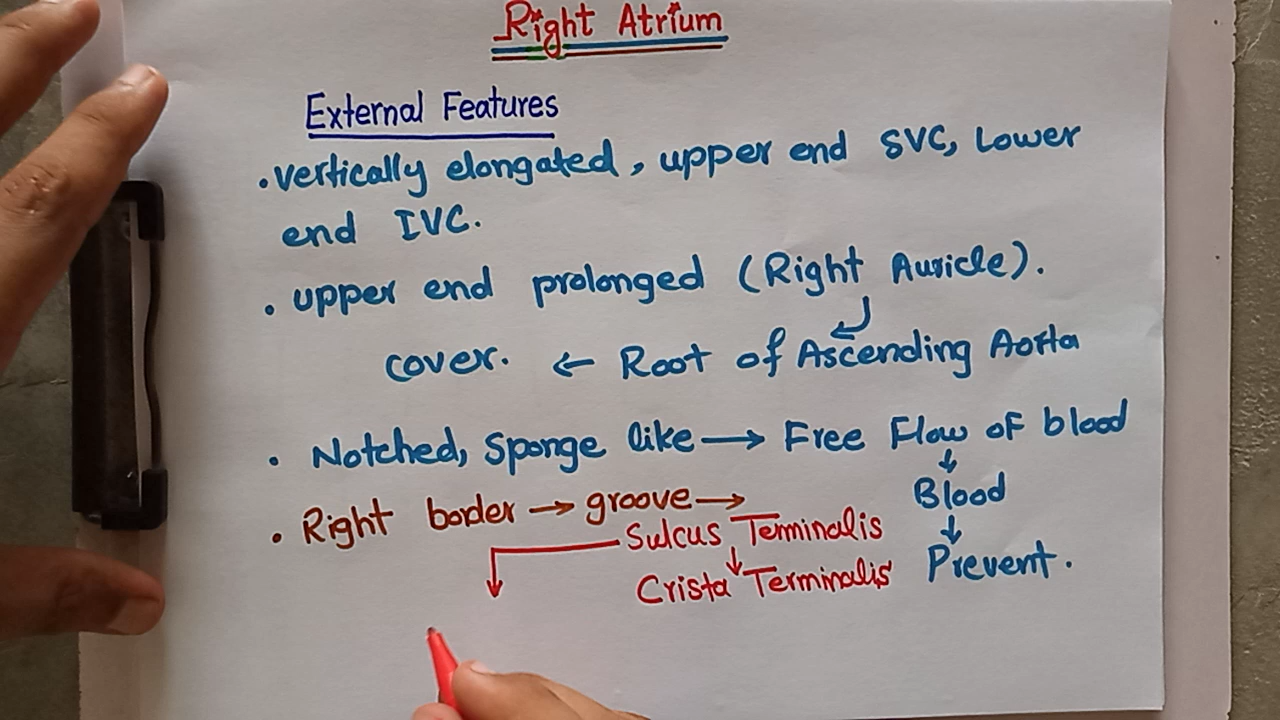 Right Atrium
External Features
• vertically elongated, upper end SVC, Lower
end IVC.
• upper end prolonged (Right Auricle).
cover. ← Root of Ascending Aorta
• Notched, Sponge like → Free Flow of blood
↓
Blood
• Right border → groove →
↓
Sulcus Terminalis
↓
Prevent.
Crista Terminalis